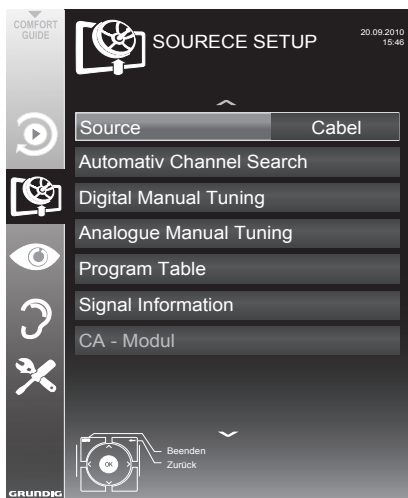 COMFORT
GUIDE
SOURECE SETUP
20.09.2010
15:46
Source Cabel
Automativ Channel Search
Digital Manual Tuning
Analogue Manual Tuning
Program Table
Signal Information
CA - Modul
OK
Beenden
Zurück
GRUNDIG